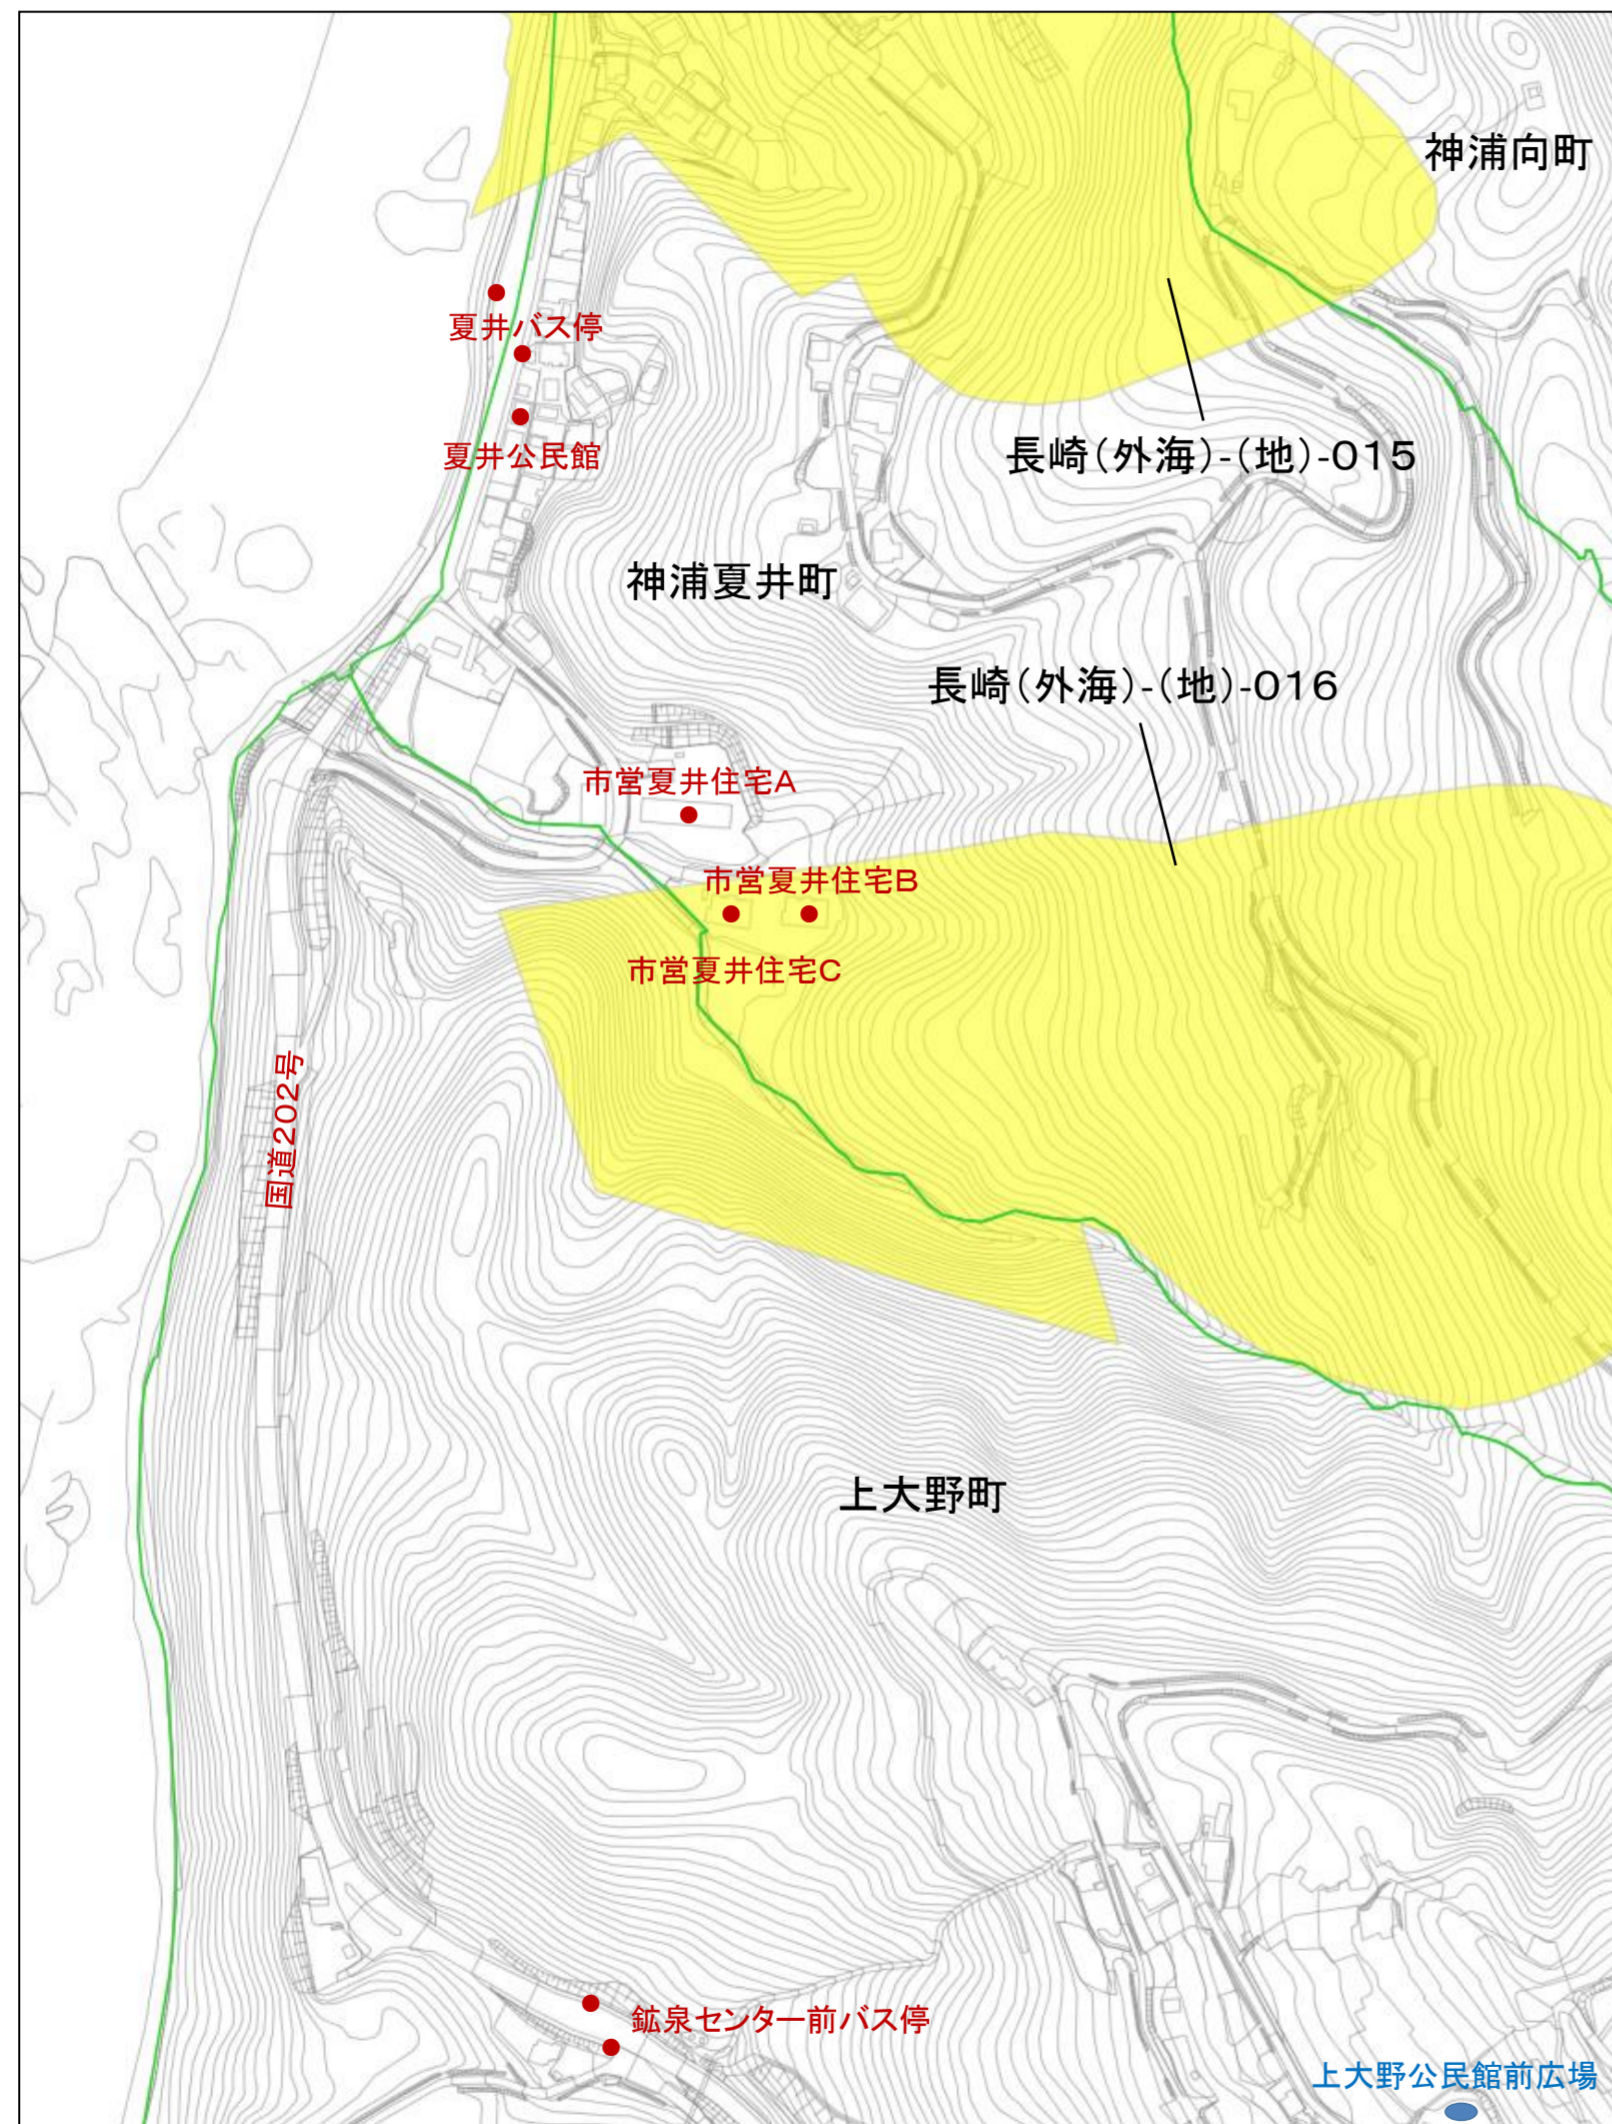 神浦向町
夏井バス停
夏井公民館
長崎(外海)-(地)-015
神浦夏井町
長崎(外海)-(地)-016
市営夏井住宅A
市営夏井住宅B
市営夏井住宅C
国道202号
上大野町
鉱泉センター前バス停
上大野公民館前広場